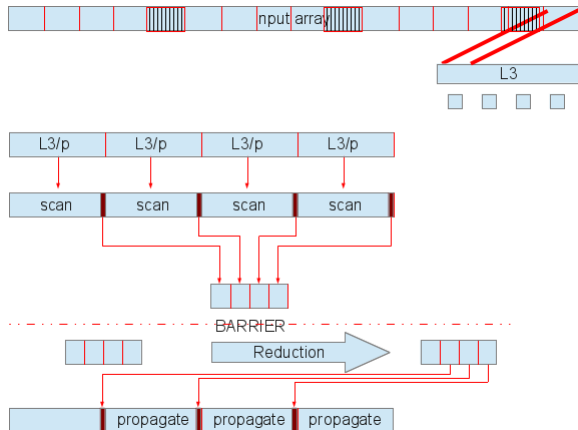 nput array
L3
L3/p L3/p L3/p L3/p
scan scan scan scan
BARRIER
Reduction
propagate propagate propagate